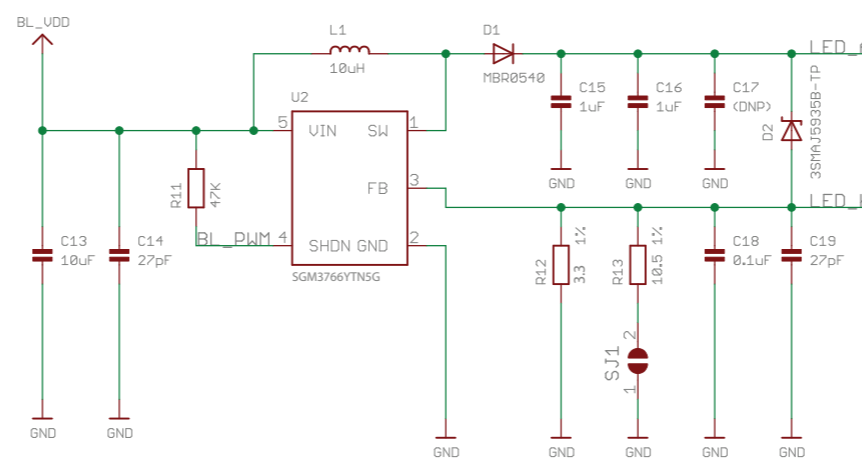 BL_VDD
L1
10uH
D1
MBR0540
LED_
C15
1uF
C16
1uF
C17
(DNP)
D2
3SMAJ5935B-TP
U2
5
VIN
SW
1
FB
3
R11
47K
BL_PWM
4
SHDN
GND
2
SGM3766YTN5G
GND
GND
GND
LED_
C13
10uF
C14
27pF
R12
3.3 1%
R13
10.5 1%
C18
0.1uF
C19
27pF
SJ1
2
1
GND
GND
GND
GND
GND
GND
GND